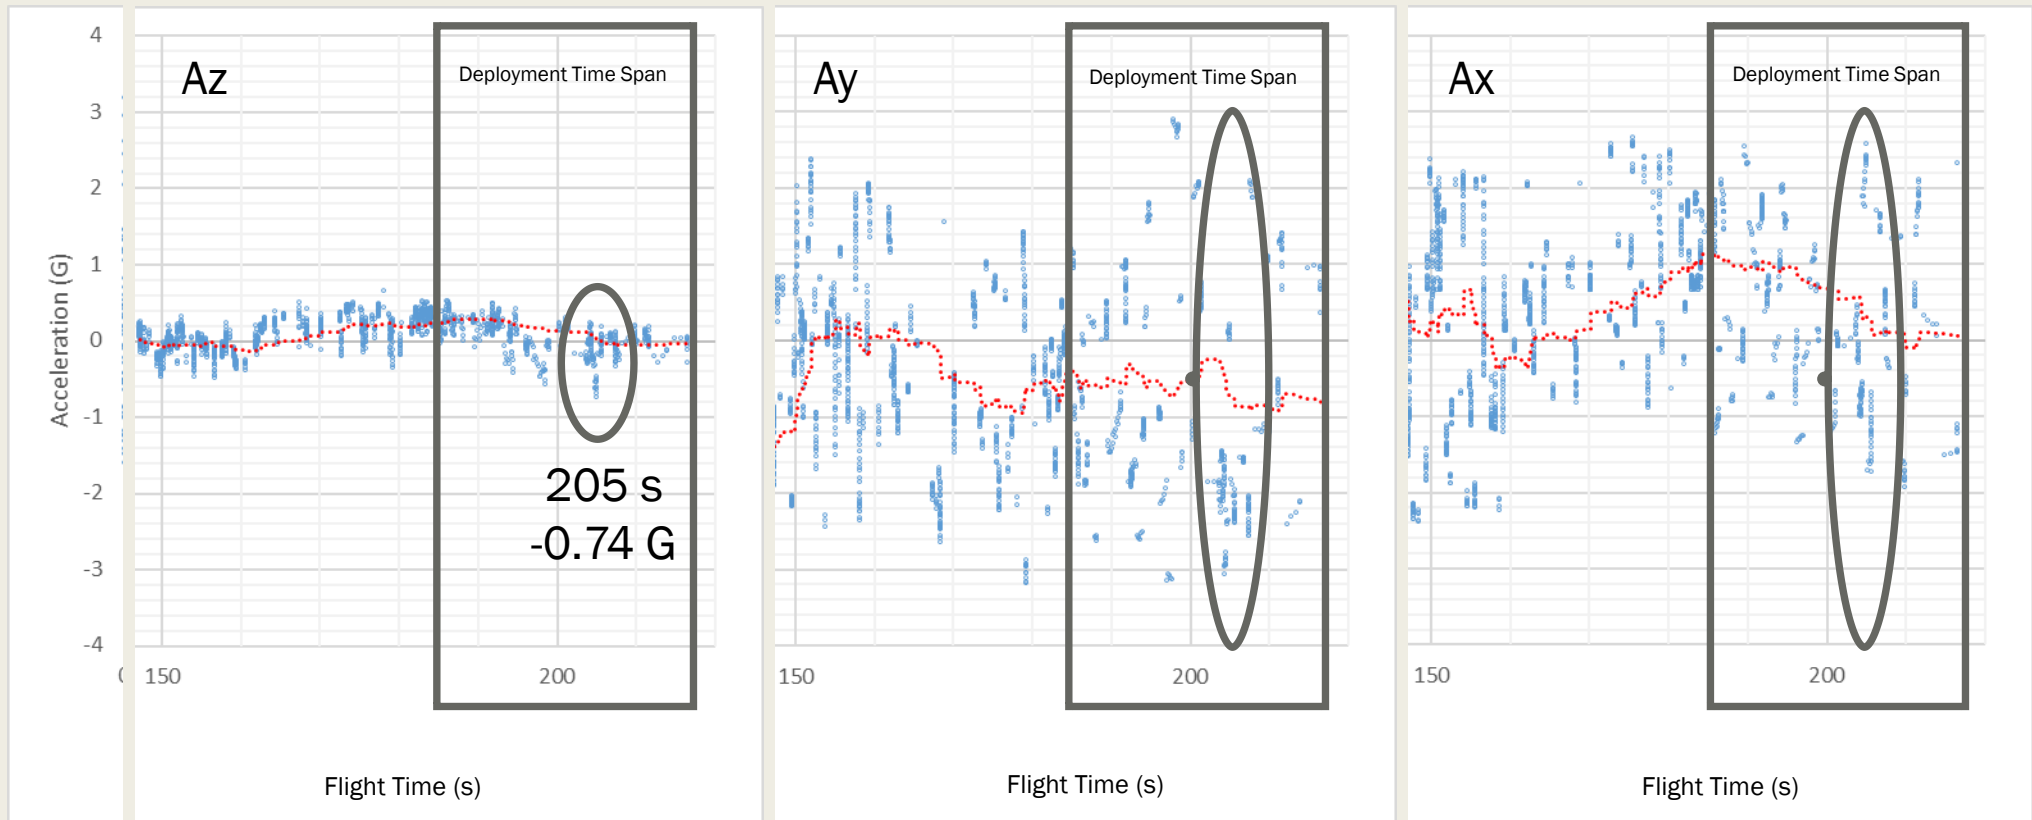 Az
Deployment Time Span
Ay
Deployment Time Span
Ax
Deployment Time Span
4
3
2
1
0
-1
-2
-3
-4
Acceleration (G)
205 s
-0.74 G
150
200
150
200
150
200
Flight Time (s)
Flight Time (s)
Flight Time (s)